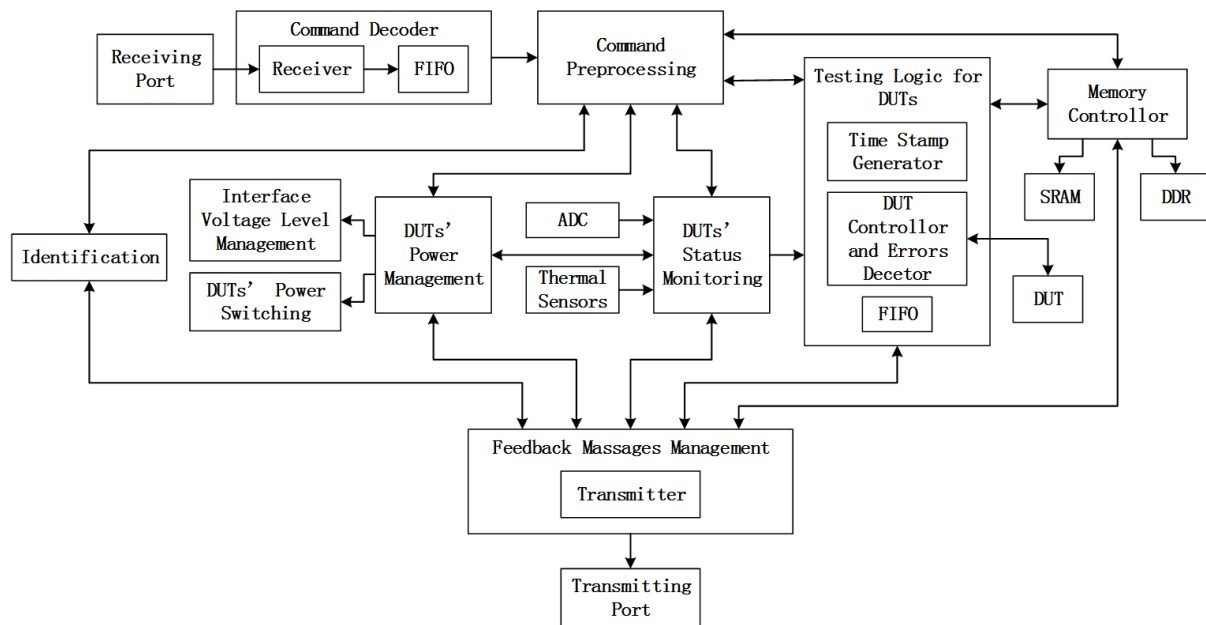 Command Decoder
Receiving
Port
Receiver
FIFO
Command
Preprocessing
Testing Logic for
DUTs
Time Stamp
Generator
DUT
Controllor
and Errors
Decetor
FIFO
Memory
Controllor
SRAM
DDR
DUT
Interface
Voltage Level
Management
DUTs' Power
Switching
Identification
DUTs'
Power
Management
ADC
Thermal
Sensors
DUTs'
Status
Monitoring
Feedback Massages Management
Transmitter
Transmitting
Port